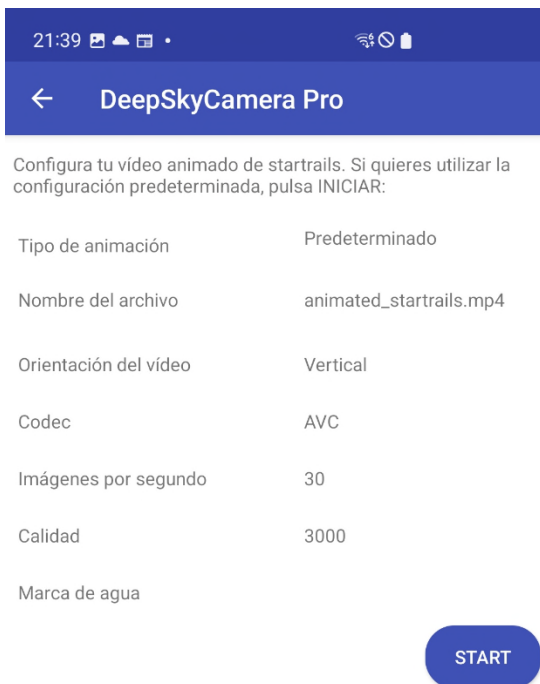 21:39
DeepSkyCamera Pro
Configura tu vídeo animado de startrails. Si quieres utilizar la
configuración predeterminada, pulsa INICIAR:
Tipo de animación Predeterminado
Nombre del archivo animated_startrails.mp4
Orientación del vídeo Vertical
Codec AVC
Imágenes por segundo 30
Calidad 3000
Marca de agua
START